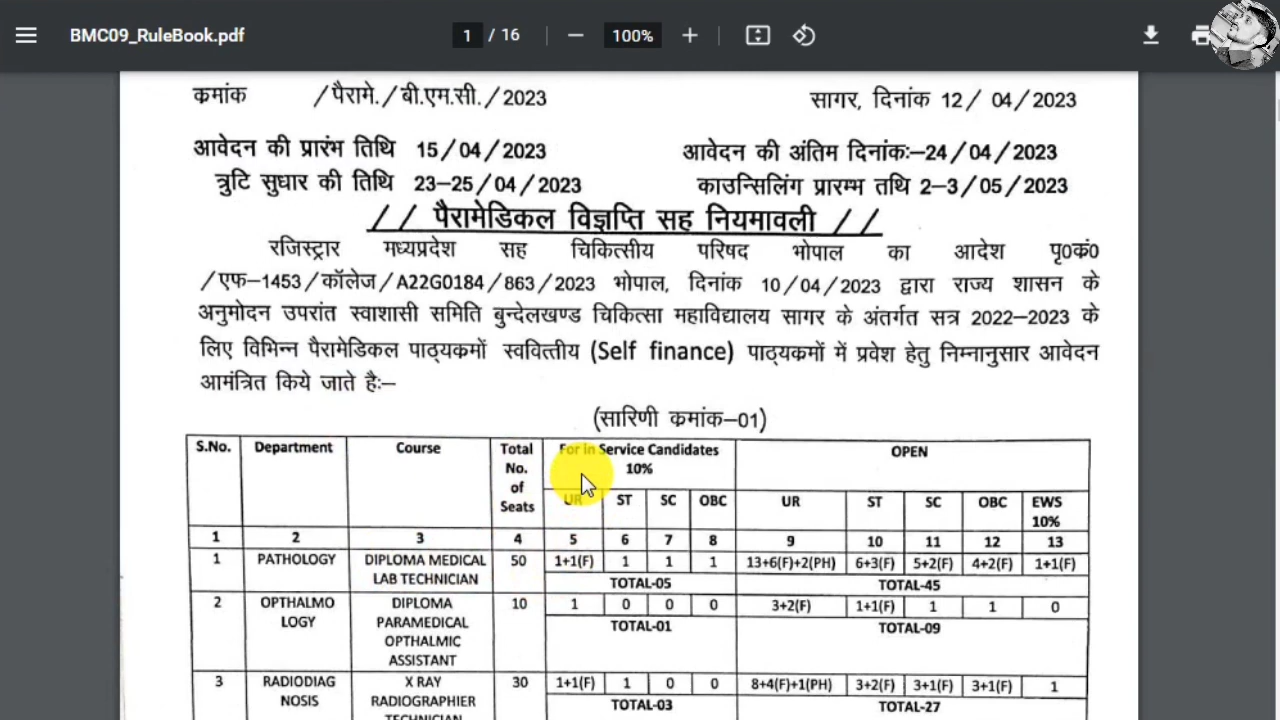 BMC09_RuleBook.pdf 1 / 16 100%
क्रमांक /पैरामे./बी.एम.सी./2023 सागर, दिनांक 12/ 04/2023
आवेदन की प्रारंभ तिथि 15/04/2023 आवेदन की अंतिम दिनांकः–24/04/2023
त्रुटि सुधार की तिथि 23–25/04/2023 काउन्सिलिंग प्रारम्भ तथि 2–3/05/2023
// पैरामेडिकल विज्ञप्ति सह नियमावली //
रजिस्ट्रार मध्यप्रदेश सह चिकित्सीय परिषद भोपाल का आदेश पृ0कं0
/एफ–1453/कॉलेज/A22G0184/863/2023 भोपाल, दिनांक 10/04/2023 द्वारा राज्य शासन के
अनुमोदन उपरांत स्वाशासी समिति बुन्देलखण्ड चिकित्सा महाविद्यालय सागर के अंतर्गत सत्र 2022–2023 के
लिए विभिन्न पैरामेडिकल पाठ्यकमों स्ववित्तीय (Self finance) पाठ्यकमों में प्रवेश हेतु निम्नानुसार आवेदन
आमंत्रित किये जाते है:–
(सारिणी कमांक–01)
S.No. Department Course Total No. of Seats For in Service Candidates 10% OPEN
UR ST SC OBC UR ST SC OBC EWS 10%
1 2 3 4 5 6 7 8 9 10 11 12 13
1 PATHOLOGY DIPLOMA MEDICAL LAB TECHNICIAN 50 1+1(F) 1 1 1 13+6(F)+2(PH) 6+3(F) 5+2(F) 4+2(F) 1+1(F)
TOTAL-05 TOTAL-45
2 OPTHALMO LOGY DIPLOMA PARAMEDICAL OPTHALMIC ASSISTANT 10 1 0 0 0 3+2(F) 1+1(F) 1 1 0
TOTAL-01 TOTAL-09
3 RADIODIAG NOSIS X RAY RADIOGRAPHIER TECHNICIAN 30 1+1(F) 1 0 0 8+4(F)+1(PH) 3+2(F) 3+1(F) 3+1(F) 1
TOTAL-03 TOTAL-27